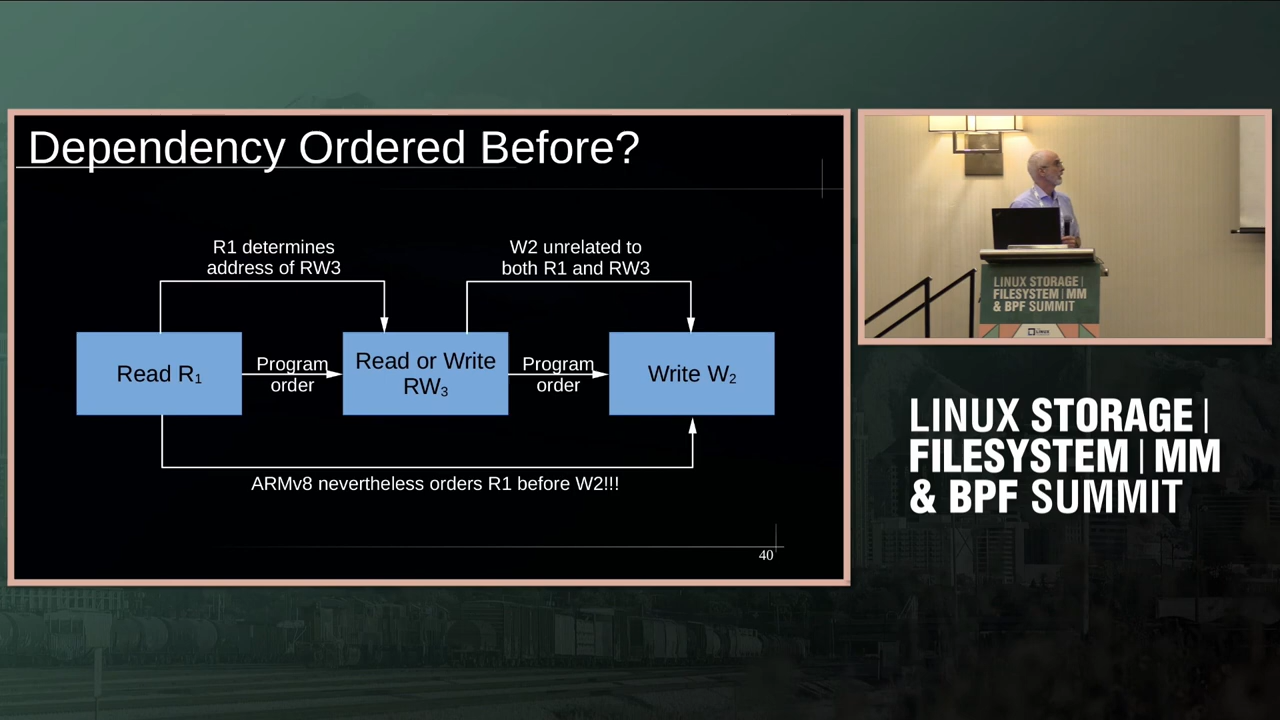 Dependency Ordered Before?
R1 determines
address of RW3
W2 unrelated to
both R1 and RW3
Read R₁
Program
order
Read or Write
RW₃
Program
order
Write W₂
ARMv8 nevertheless orders R1 before W2!!!
40
LINUX STORAGE |
FILESYSTEM | MM
& BPF SUMMIT
LINUX STORAGE |
FILESYSTEM | MM
& BPF SUMMIT